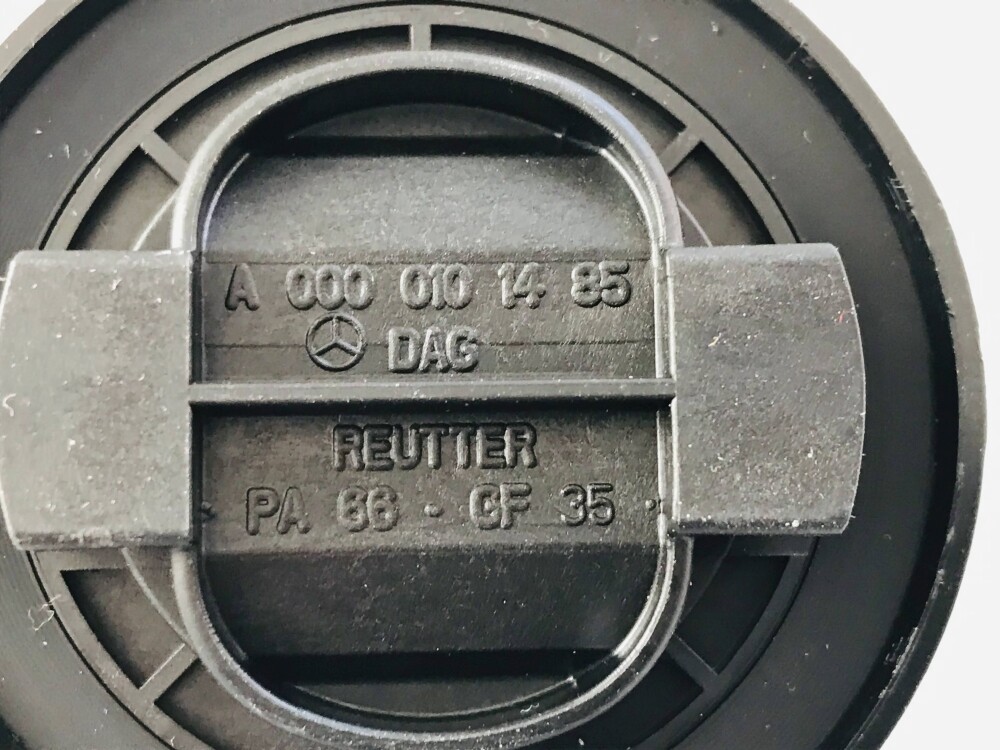 A 000 010 14 85
DAG
REUTTER
PA 66 - GF 35